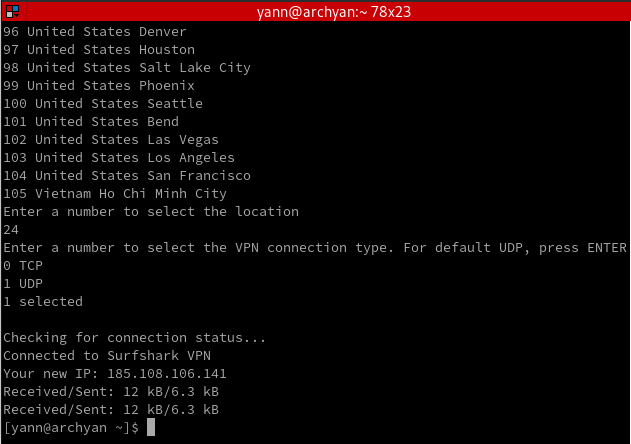 yann@archyan:~ 78x23
96 United States Denver
97 United States Houston
98 United States Salt Lake City
99 United States Phoenix
100 United States Seattle
101 United States Bend
102 United States Las Vegas
103 United States Los Angeles
104 United States San Francisco
105 Vietnam Ho Chi Minh City
Enter a number to select the location
24
Enter a number to select the VPN connection type. For default UDP, press ENTER
0 TCP
1 UDP
1 selected
Checking for connection status...
Connected to Surfshark VPN
Your new IP: 185.108.106.141
Received/Sent: 12 kB/6.3 kB
Received/Sent: 12 kB/6.3 kB
[yann@archyan ~]$